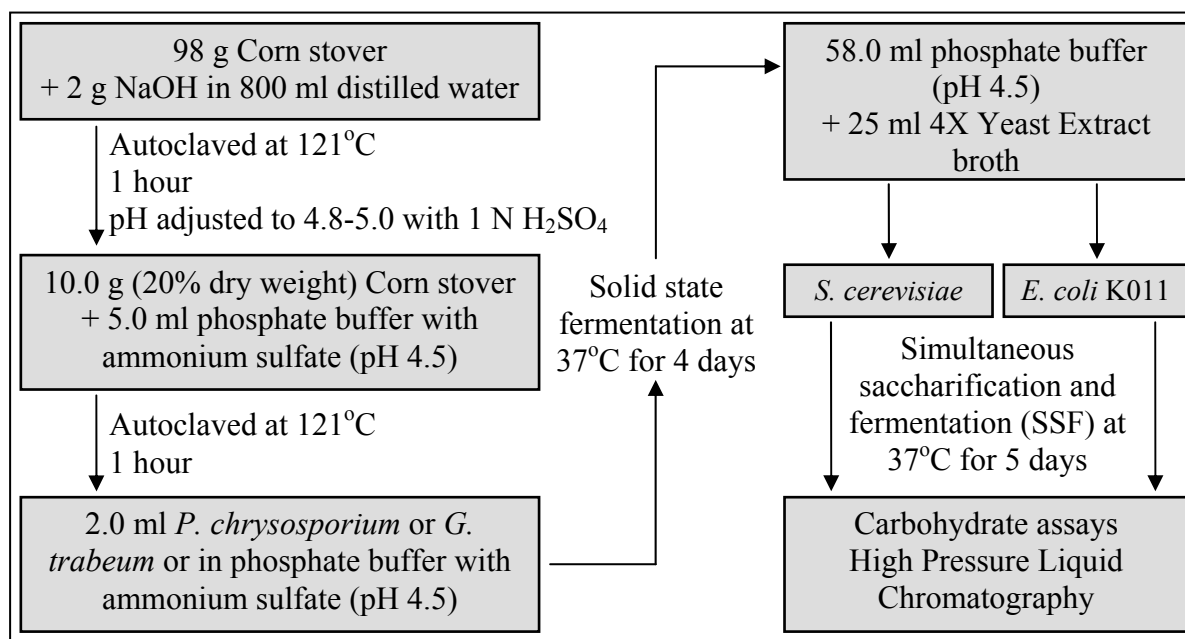 98 g Corn stover
+ 2 g NaOH in 800 ml distilled water
Autoclaved at 121°C
1 hour
pH adjusted to 4.8-5.0 with 1 N H₂SO₄
10.0 g (20% dry weight) Corn stover
+ 5.0 ml phosphate buffer with
ammonium sulfate (pH 4.5)
Autoclaved at 121°C
1 hour
2.0 ml P. chrysosporium or G.
trabeum or in phosphate buffer with
ammonium sulfate (pH 4.5)
Solid state
fermentation at
37°C for 4 days
58.0 ml phosphate buffer
(pH 4.5)
+ 25 ml 4X Yeast Extract
broth
S. cerevisiae
E. coli K011
Simultaneous
saccharification and
fermentation (SSF) at
37°C for 5 days
Carbohydrate assays
High Pressure Liquid
Chromatography